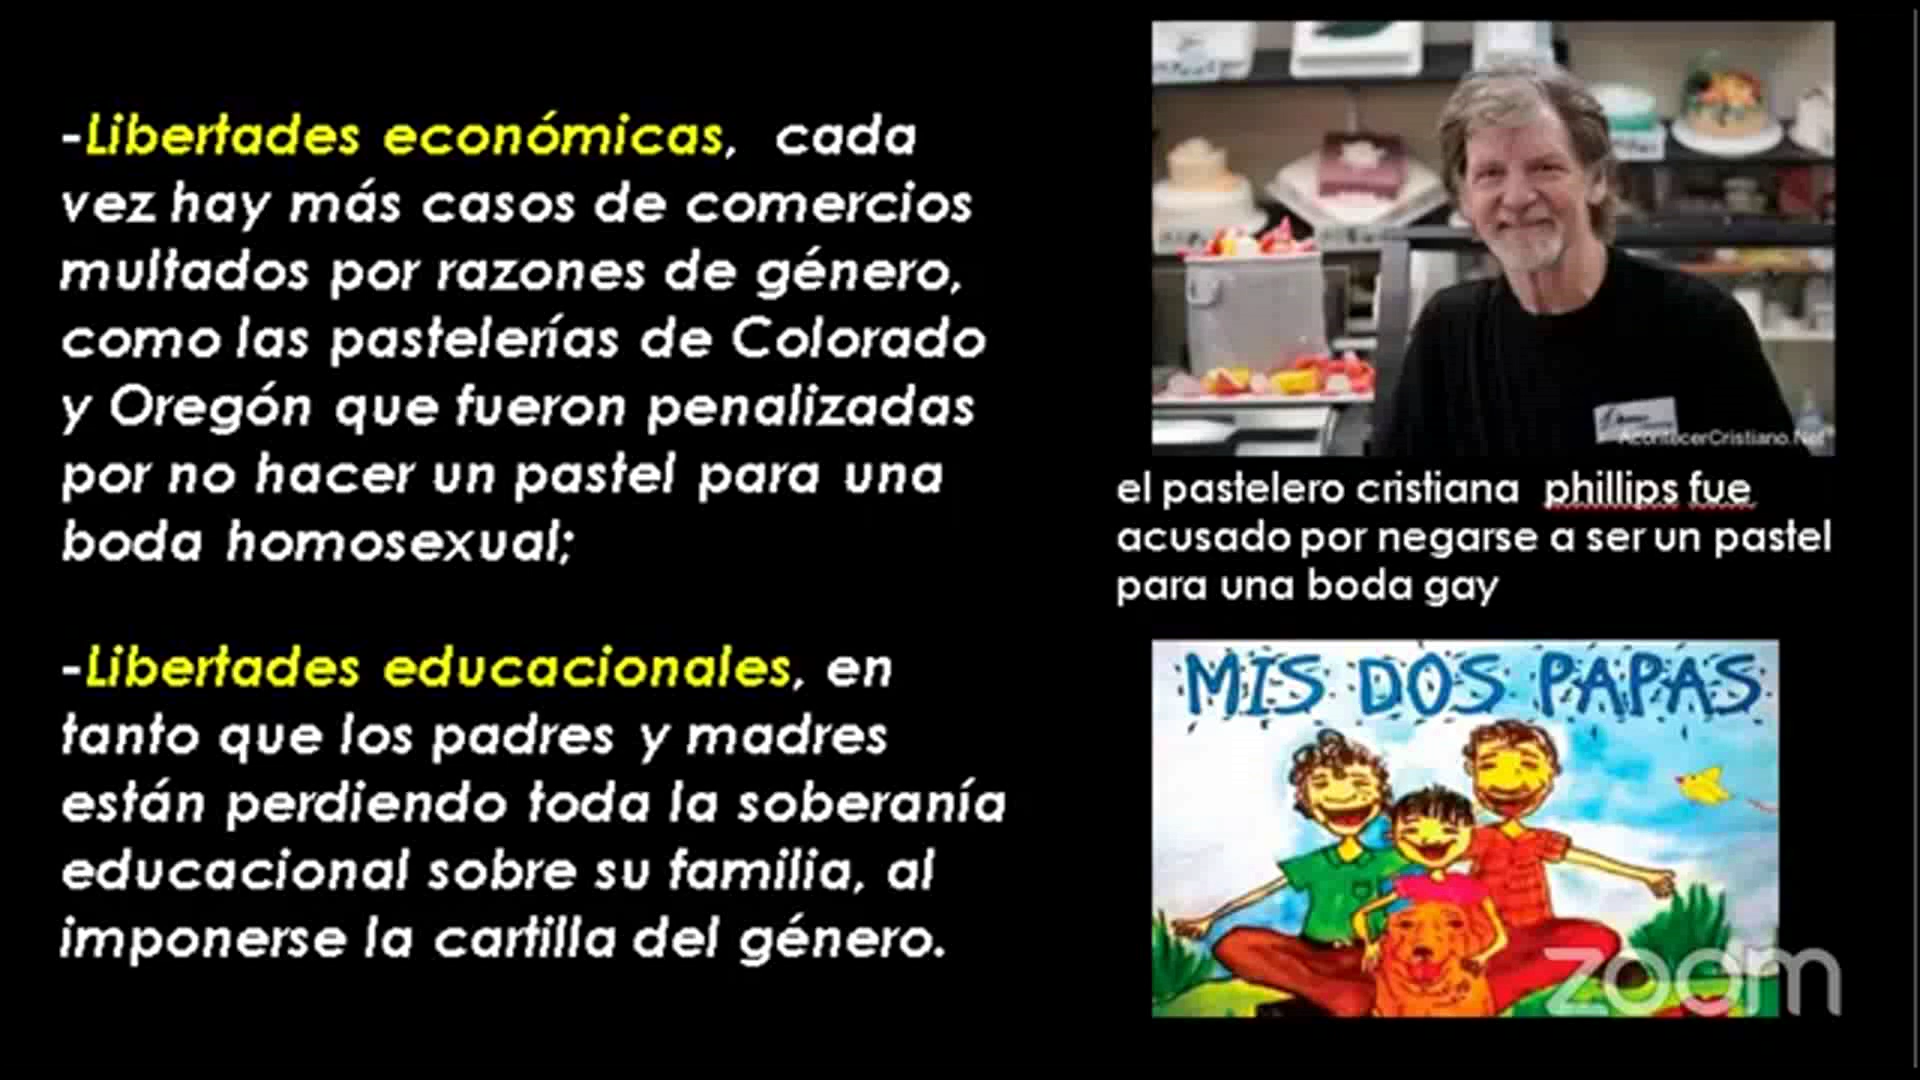 -Libertades económicas, cada
vez hay más casos de comercios
multados por razones de género,
como las pastelerías de Colorado
y Oregón que fueron penalizadas
por no hacer un pastel para una
boda homosexual;
-Libertades educacionales, en
tanto que los padres y madres
están perdiendo toda la soberanía
educacional sobre su familia, al
imponerse la cartilla del género.
AcontecerCristiano.Net
el pastelero cristiana phillips fue
acusado por negarse a ser un pastel
para una boda gay
MIS DOS PAPAS
zoom